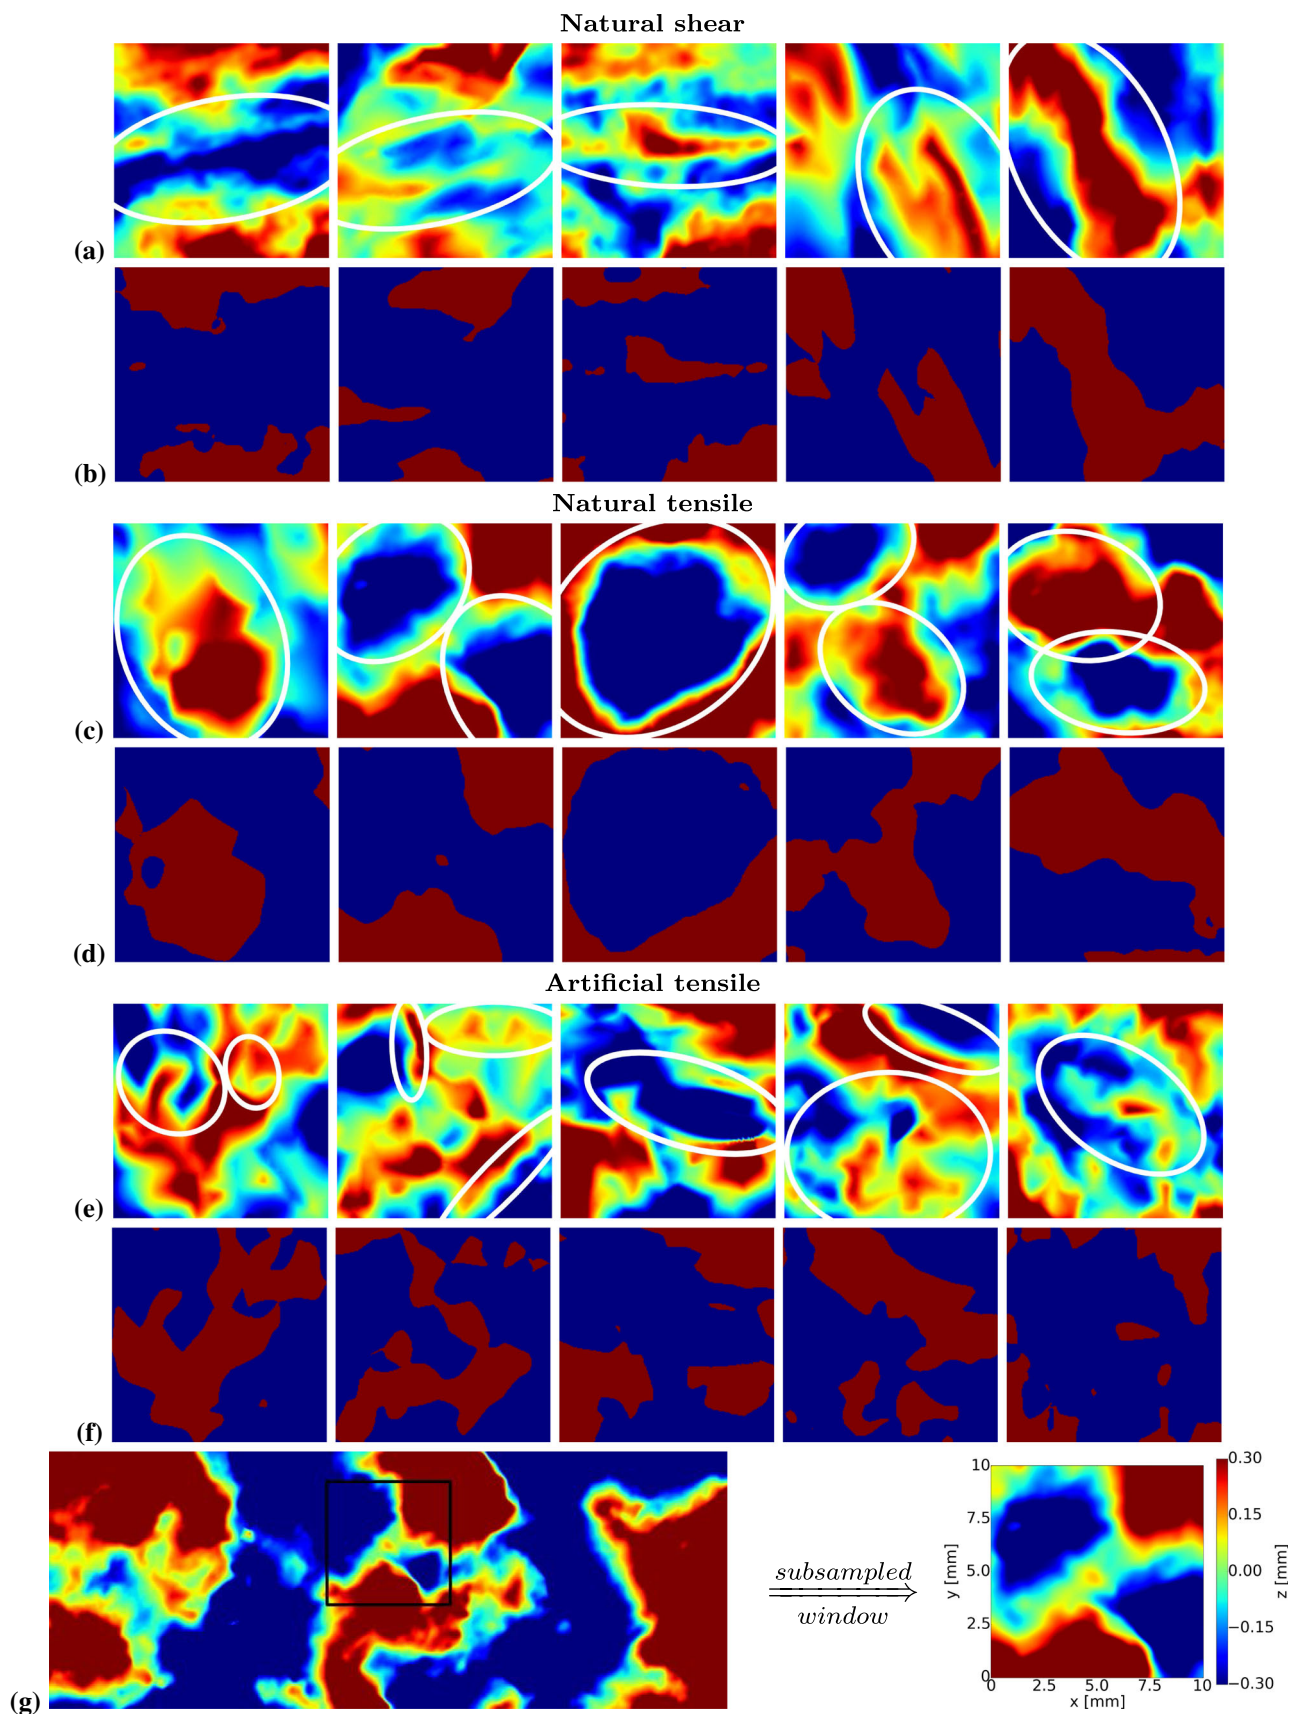 Natural shear
(a)
(b)
Natural tensile
(c)
(d)
Artificial tensile
(e)
(f)
(g)
subsampled
window
10
7.5
5.0
2.5
0
y [mm]
0 2.5 5.0 7.5 10
x [mm]
0.30
0.15
0.00
−0.15
−0.30
z [mm]